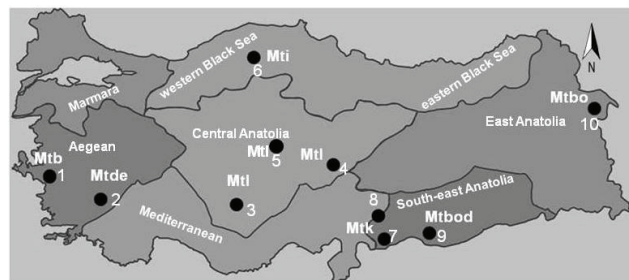 western Black Sea
Mti
6
eastern Black Sea
N
Marmara
Mtbo
10
Aegean
Central Anatolia
East Anatolia
Mtb
1
Mtl
5
Mtl
4
Mtde
2
Mtl
3
South-east Anatolia
Mediterranean
8
Mtk
7
Mtbod
9